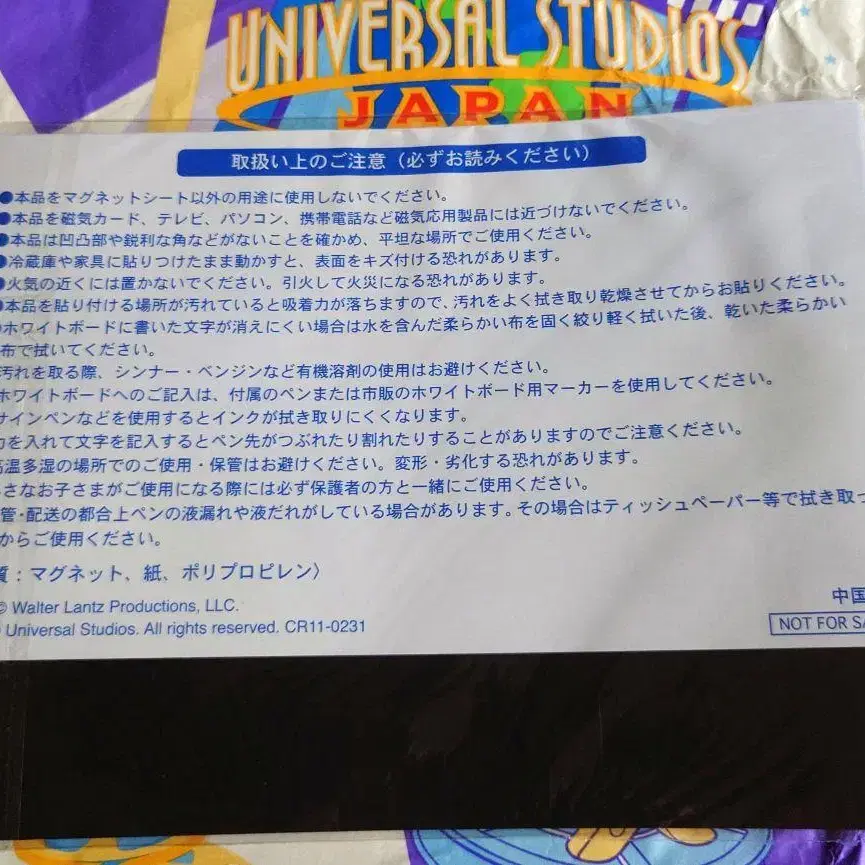 UNIVERSAL STUDIOS
JAPAN
取扱い上のご注意（必ずお読みください）
●本品をマグネットシート以外の用途に使用しないでください。
●本品を磁気カード、テレビ、パソコン、携帯電話など磁気応用製品には近づけないでください。
●本品は凹凸部や鋭利な角などがないことを確かめ、平坦な場所でご使用ください。
●冷蔵庫や家具に貼りつけたまま動かすと、表面をキズ付ける恐れがあります。
●火気の近くには置かないでください。引火して火災になる恐れがあります。
●本品を貼り付ける場所が汚れていると吸着力が落ちますので、汚れをよく拭き取り乾燥させてからお貼りください。
ホワイトボードに書いた文字が消えにくい場合は水を含んだ柔らかい布を固く絞り軽く拭いた後、乾いた柔らかい
布で拭いてください。
汚れを取る際、シンナー・ベンジンなど有機溶剤の使用はお避けください。
ホワイトボードへのご記入は、付属のペンまたは市販のホワイトボード用マーカーを使用してください。
サインペンなどを使用するとインクが拭き取りにくくなります。
力を入れて文字を記入するとペン先がつぶれたり割れたりすることがありますのでご注意ください。
高温多湿の場所でのご使用・保管はお避けください。変形・劣化する恐れがあります。
さなお子さまがご使用になる際には必ず保護者の方と一緒にご使用ください。
管・配送の都合上ペンの液漏れや液だれがしている場合があります。その場合はティッシュペーパー等で拭き取っ
からご使用ください。
質：マグネット、紙、ポリプロピレン〉
© Walter Lantz Productions, LLC.
Universal Studios. All rights reserved. CR11-0231
中国
NOT FOR SA